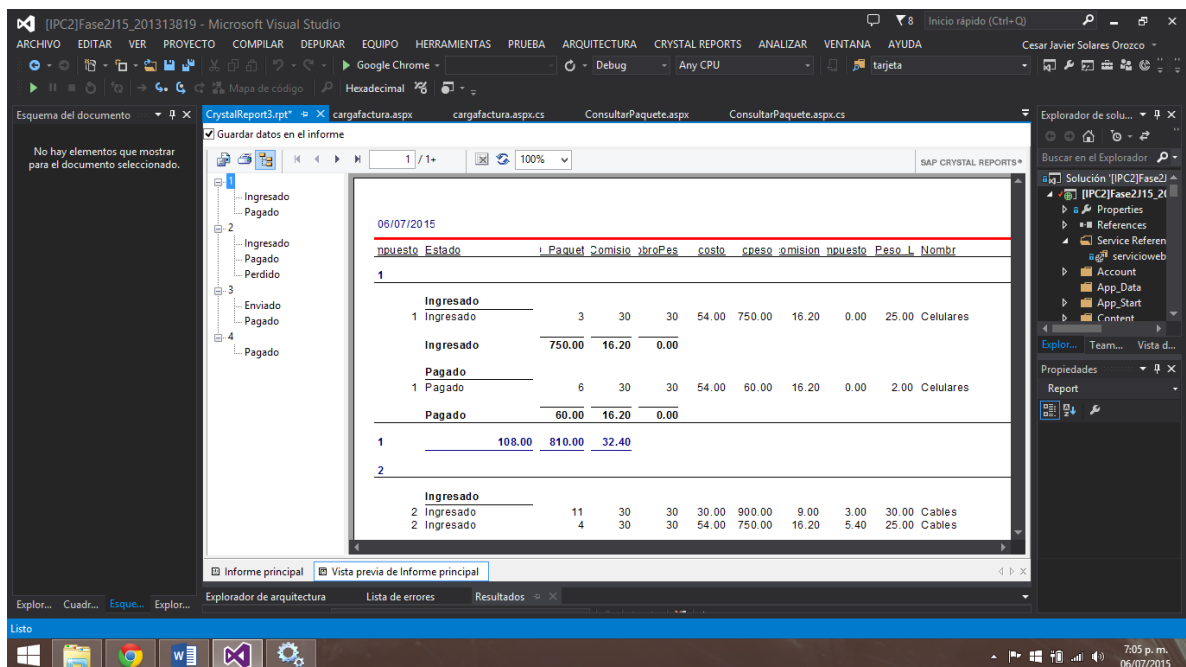 [IPC2]Fase2J15_201313819 - Microsoft Visual Studio
8
Inicio rápido (Ctrl+Q)
ARCHIVO EDITAR VER PROYECTO COMPILAR DEPURAR EQUIPO HERRAMIENTAS PRUEBA ARQUITECTURA CRYSTAL REPORTS ANALIZAR VENTANA AYUDA
Cesar Javier Solares Orozco
Google Chrome Debug Any CPU tarjeta
Mapa de código Hexadecimal
Esquema del documento
No hay elementos que mostrar
para el documento seleccionado.
CrystalReport3.rpt* cargafactura.aspx cargafactura.aspx.cs ConsultarPaquete.aspx ConsultarPaquete.aspx.cs
Guardar datos en el informe
1 / 1+ 100% SAP CRYSTAL REPORTS®
1
Ingresado
Pagado
2
Ingresado
Pagado
Perdido
3
Enviado
Pagado
4
Pagado
06/07/2015
npuesto Estado Paquet Comisio obroPes costo cpeso omision npuesto Peso_L Nombr
1
Ingresado
1 Ingresado 3 30 30 54.00 750.00 16.20 0.00 25.00 Celulares
Ingresado 750.00 16.20 0.00
Pagado
1 Pagado 6 30 30 54.00 60.00 16.20 0.00 2.00 Celulares
Pagado 60.00 16.20 0.00
1 108.00 810.00 32.40
2
Ingresado
2 Ingresado 11 30 30 30.00 900.00 9.00 3.00 30.00 Cables
2 Ingresado 4 30 30 54.00 750.00 16.20 5.40 25.00 Cables
Informe principal Vista previa de Informe principal
Explorador de arquitectura Lista de errores Resultados
Explorador de solu...
Buscar en el Explorador
Solución '[IPC2]Fase2J
[IPC2]Fase2J15_2(
Properties
References
Service Referen
servicioweb
Account
App_Data
App_Start
Content
Explor... Team... Vista d...
Propiedades
Report
Explor... Cuadr... Esque... Explor...
Listo
7:05 p. m.
06/07/2015